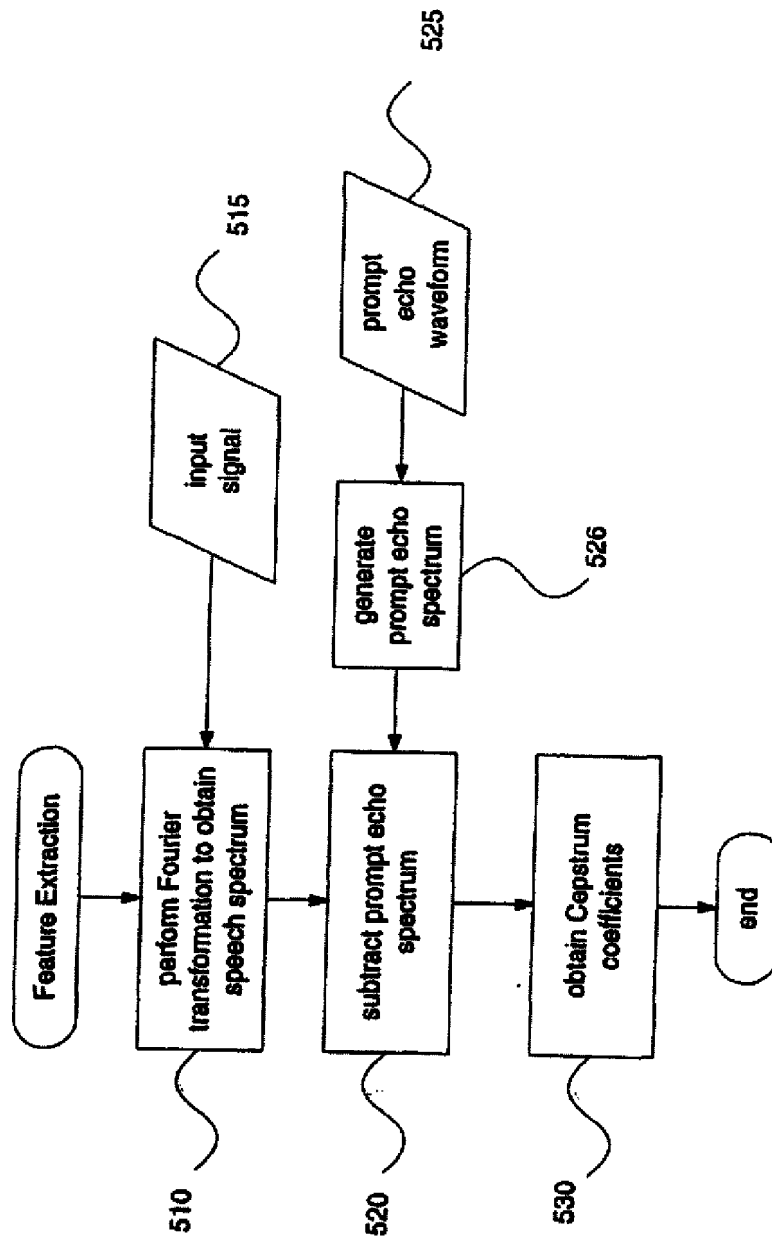 Feature Extraction
input
signal
515
perform Fourier
transformation to obtain
speech spectrum
510
prompt
echo
waveform
525
generate
prompt echo
spectrum
526
subtract prompt echo
spectrum
520
obtain Cepstrum
coefficients
530
end